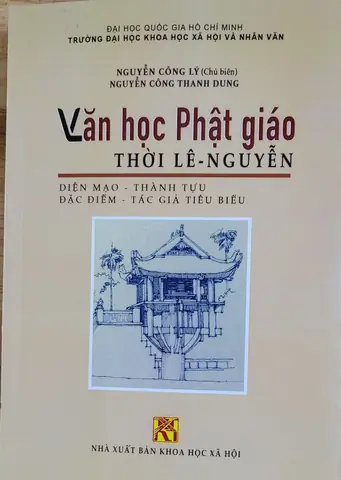 ĐẠI HỌC QUỐC GIA HỒ CHÍ MINH
TRƯỜNG ĐẠI HỌC KHOA HỌC XÃ HỘI VÀ NHÂN VĂN
NGUYỄN CÔNG LÝ (Chủ biên)
NGUYỄN CÔNG THANH DUNG
Văn học Phật giáo
THỜI LÊ-NGUYỄN
DIỆN MẠO - THÀNH TỰU
ĐẶC ĐIỂM - TÁC GIẢ TIÊU BIỂU
NHÀ XUẤT BẢN KHOA HỌC XÃ HỘI